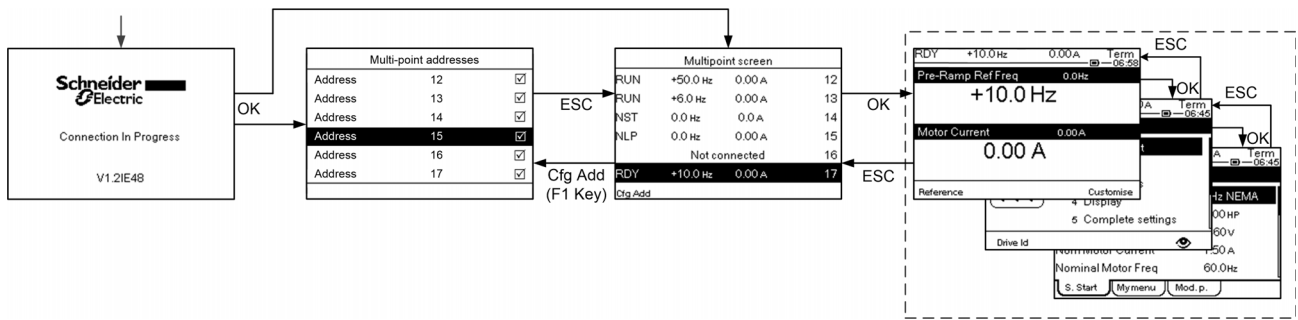 Schneider
Electric
Connection In Progress
V1.2IE48
OK
Multi-point addresses
Address 12
Address 13
Address 14
Address 15
Address 16
Address 17
ESC
Cfg Add
(F1 Key)
Multipoint screen
RUN +50.0 Hz 0.00 A 12
RUN +6.0 Hz 0.00 A 13
NST 0.0 Hz 0.0 A 14
NLP 0.0 Hz 0.00 A 15
Not connected 16
RDY +10.0 Hz 0.00 A 17
Cfg Add
OK
ESC
RDY +10.0 Hz 0.00 A Term
06:58
Pre-Ramp Ref Freq 0.0Hz
+10.0 Hz
Motor Current 0.00A
0.00 A
Reference Customise
ESC
OK
Term
06:45
4 Display
5 Complete settings
Drive Id
ESC
OK
A Term
06:45
Hz NEMA
Nom Motor Current
Nominal Motor Freq 60.0Hz
S. Start Mymenu Mod. p.